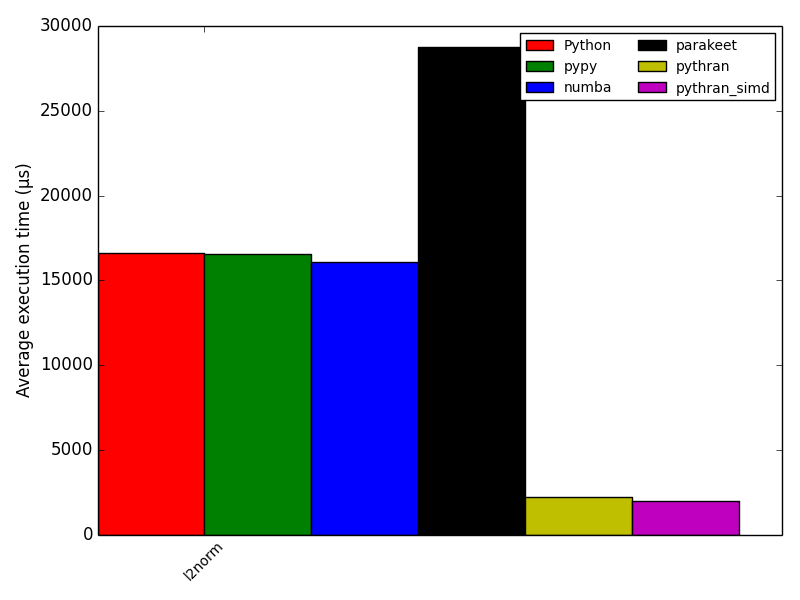 30000
25000
20000
15000
10000
5000
0
Average execution time (µs)
Python
pypy
numba
parakeet
pythran
pythran_simd
l2norm